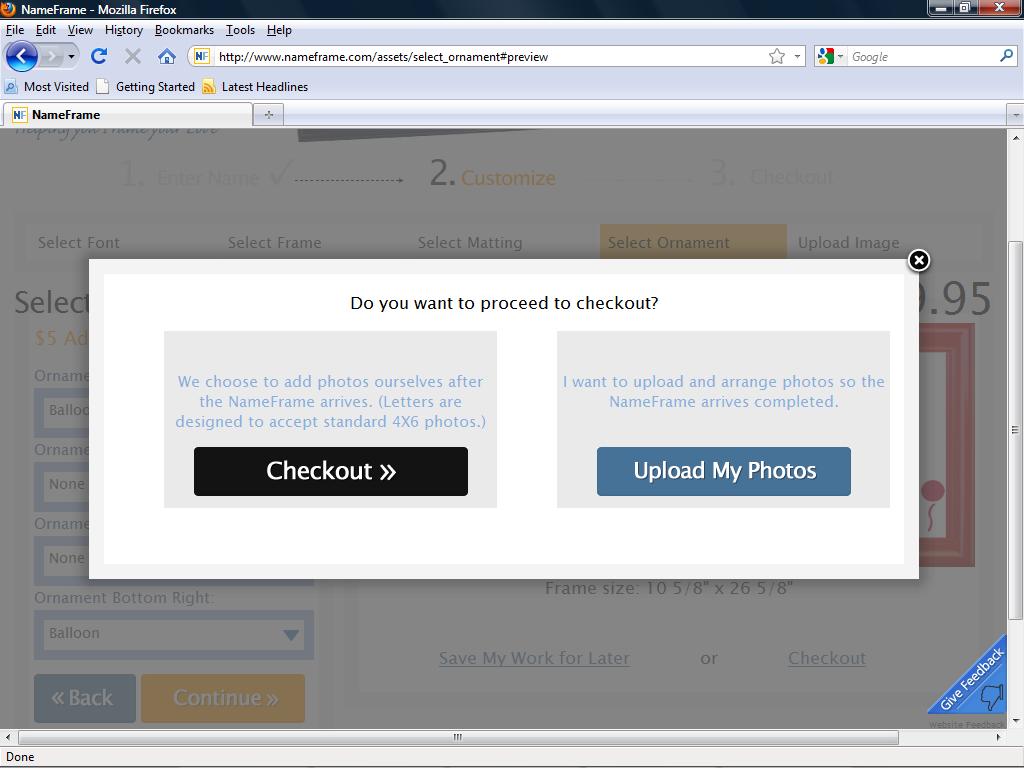 NameFrame - Mozilla Firefox
File Edit View History Bookmarks Tools Help
http://www.nameframe.com/assets/select_ornament#preview
Google
Most Visited Getting Started Latest Headlines
NF NameFrame
Helping you Frame your Love
1. Enter Name 2. Customize 3. Checkout
Select Font Select Frame Select Matting Select Ornament Upload Image
Select
9.95
$5 Ad
Do you want to proceed to checkout?
We choose to add photos ourselves after
the NameFrame arrives. (Letters are
designed to accept standard 4X6 photos.)
Checkout »
I want to upload and arrange photos so the
NameFrame arrives completed.
Upload My Photos
Orname
Balloo
Orname
None
Orname
None
Ornament Bottom Right:
Balloon
« Back Continue »
Frame size: 10 5/8" x 26 5/8"
Save My Work for Later or Checkout
Give Feedback
Website Feedback
Done